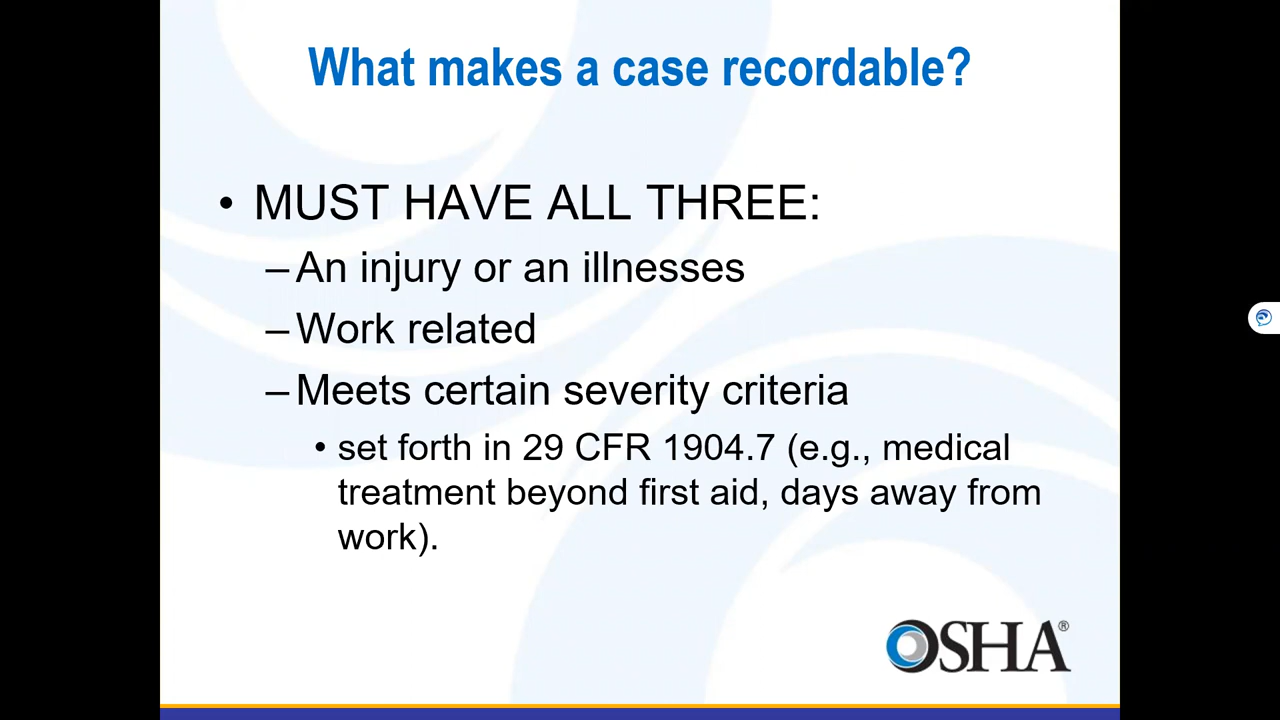 What makes a case recordable?
• MUST HAVE ALL THREE:
–An injury or an illnesses
–Work related
–Meets certain severity criteria
• set forth in 29 CFR 1904.7 (e.g., medical
treatment beyond first aid, days away from
work).
OSHA®